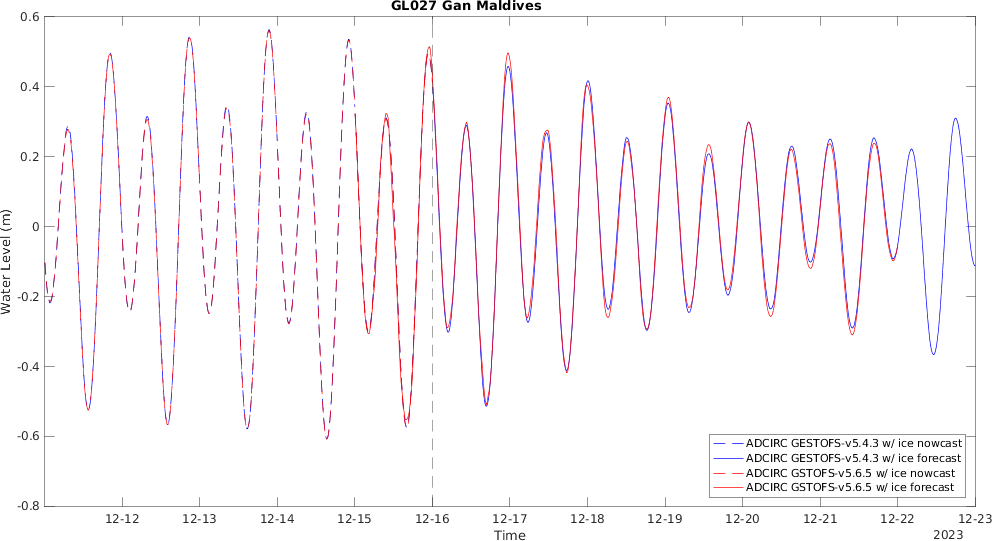 GL027 Gan Maldives
0.6
0.4
0.2
0
-0.2
-0.4
-0.6
-0.8
Water Level (m)
ADCIRC GESTOFS-v5.4.3 w/ ice nowcast
ADCIRC GESTOFS-v5.4.3 w/ ice forecast
ADCIRC GSTOFS-v5.6.5 w/ ice nowcast
ADCIRC GSTOFS-v5.6.5 w/ ice forecast
12-12 12-13 12-14 12-15 12-16 12-17 12-18 12-19 12-20 12-21 12-22 12-23
Time
2023